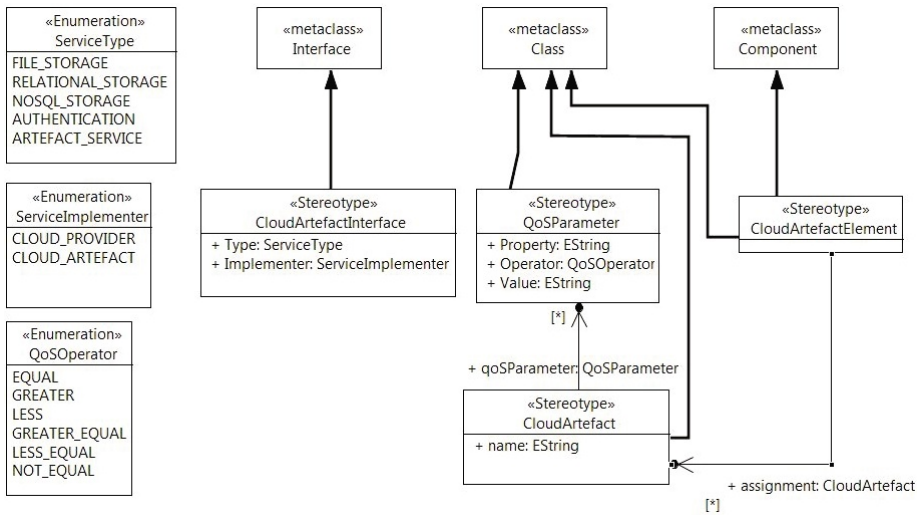 «Enumeration»
ServiceType
FILE_STORAGE
RELATIONAL_STORAGE
NOSQL_STORAGE
AUTHENTICATION
ARTEFACT_SERVICE
«metaclass»
Interface
«metaclass»
Class
«metaclass»
Component
«Enumeration»
ServiceImplementer
CLOUD_PROVIDER
CLOUD_ARTEFACT
«Stereotype»
CloudArtefactInterface
+ Type: ServiceType
+ Implementer: ServiceImplementer
«Stereotype»
QoSParameter
+ Property: EString
+ Operator: QoSOperator
+ Value: EString
«Stereotype»
CloudArtefactElement
«Enumeration»
QoSOperator
EQUAL
GREATER
LESS
GREATER_EQUAL
LESS_EQUAL
NOT_EQUAL
[*]
+ qoSParameter: QoSParameter
«Stereotype»
CloudArtefact
+ name: EString
+ assignment: CloudArtefact
[*]